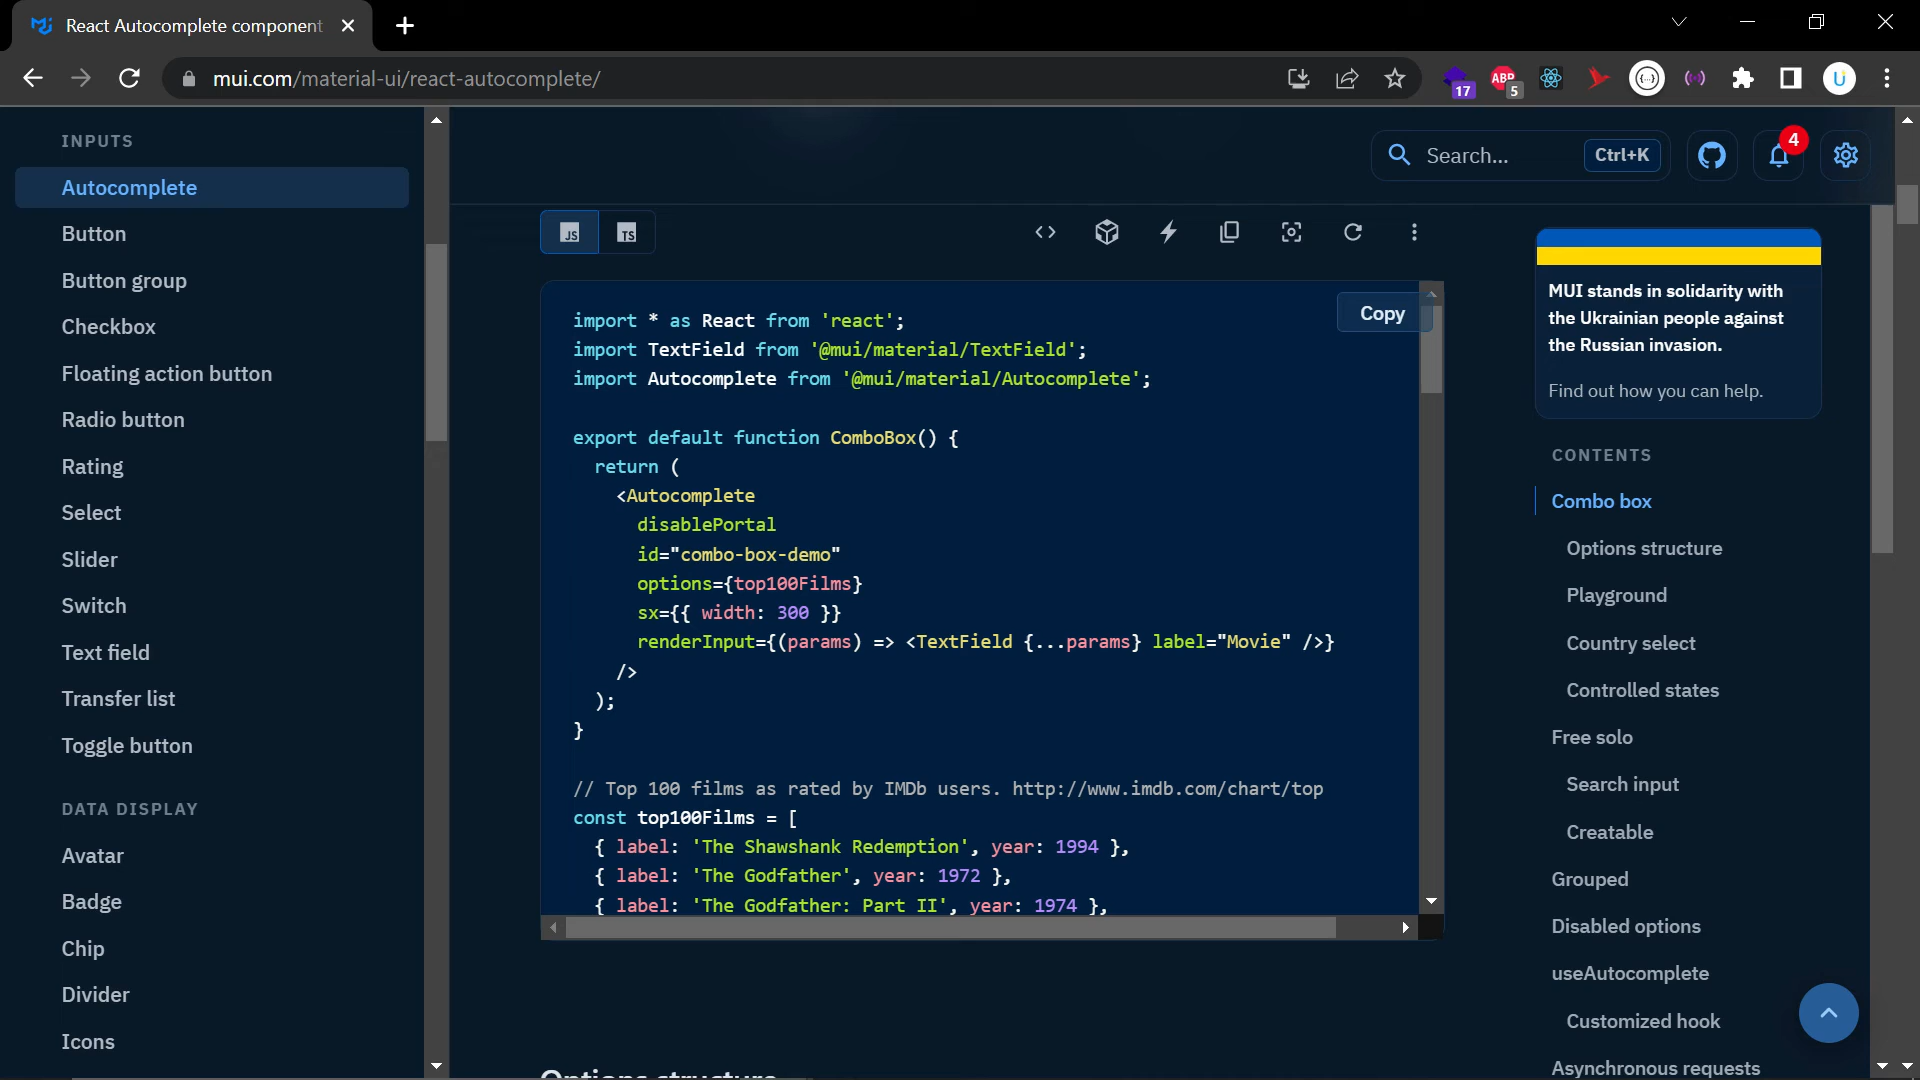 React Autocomplete component
mui.com/material-ui/react-autocomplete/
17
ABP
5
U
INPUTS
Autocomplete
Button
Button group
Checkbox
Floating action button
Radio button
Rating
Select
Slider
Switch
Text field
Transfer list
Toggle button
DATA DISPLAY
Avatar
Badge
Chip
Divider
Icons
Search...
Ctrl+K
4
JS
TS
Copy
import * as React from 'react';
import TextField from '@mui/material/TextField';
import Autocomplete from '@mui/material/Autocomplete';
export default function ComboBox() {
return (
<Autocomplete
disablePortal
id="combo-box-demo"
options={top100Films}
sx={{ width: 300 }}
renderInput={(params) => <TextField {...params} label="Movie" />}
/>
);
}
// Top 100 films as rated by IMDb users. http://www.imdb.com/chart/top
const top100Films = [
{ label: 'The Shawshank Redemption', year: 1994 },
{ label: 'The Godfather', year: 1972 },
{ label: 'The Godfather: Part II', year: 1974 },
Options structure
MUI stands in solidarity with
the Ukrainian people against
the Russian invasion.
Find out how you can help.
CONTENTS
Combo box
Options structure
Playground
Country select
Controlled states
Free solo
Search input
Creatable
Grouped
Disabled options
useAutocomplete
Customized hook
Asynchronous requests